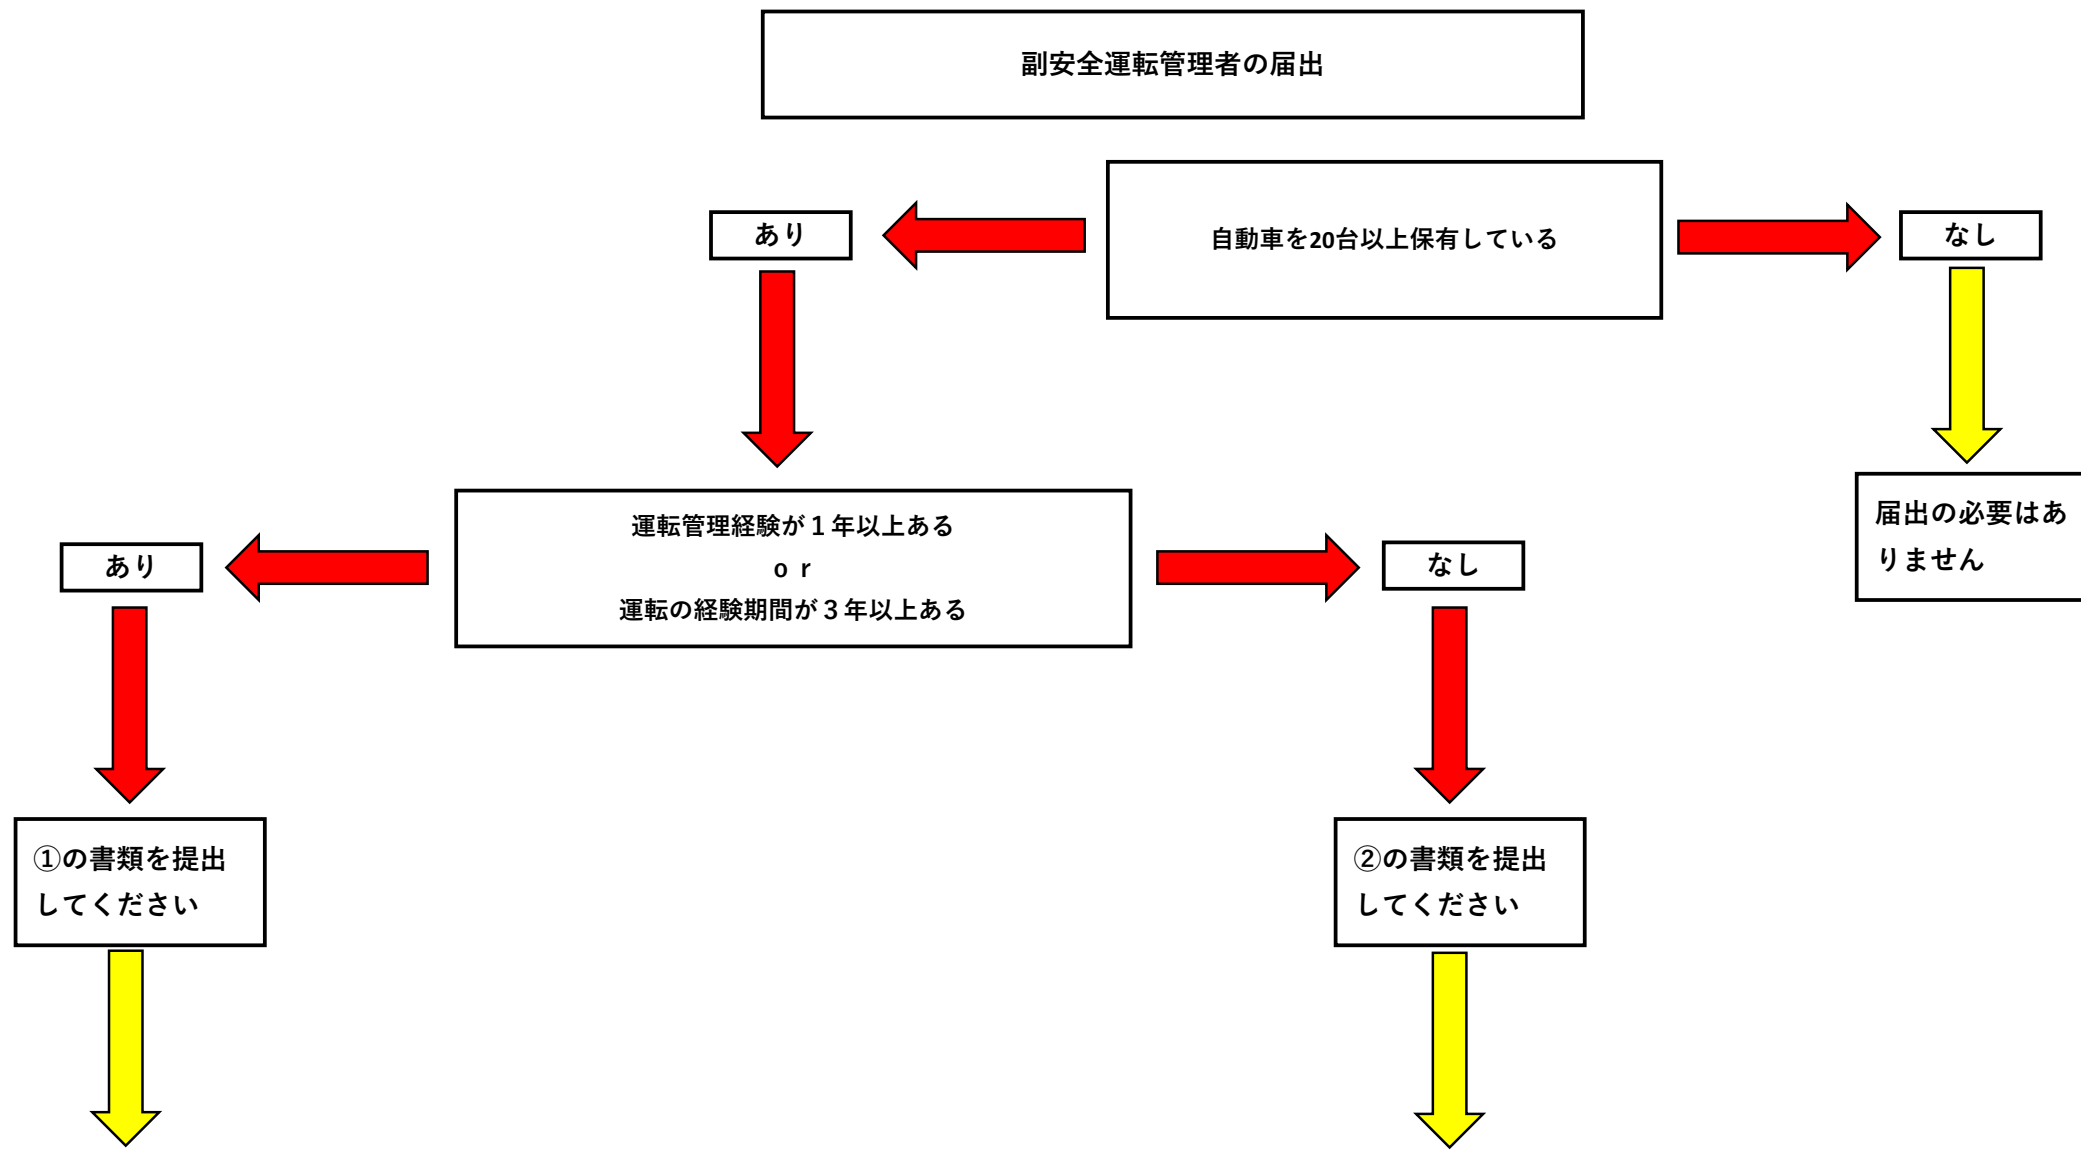 副安全運転管理者の届出
自動車を20台以上保有している
あり
なし
運転管理経験が１年以上ある
ｏｒ
運転の経験期間が３年以上ある
届出の必要はあ
りません
あり
なし
①の書類を提出
してください
②の書類を提出
してください